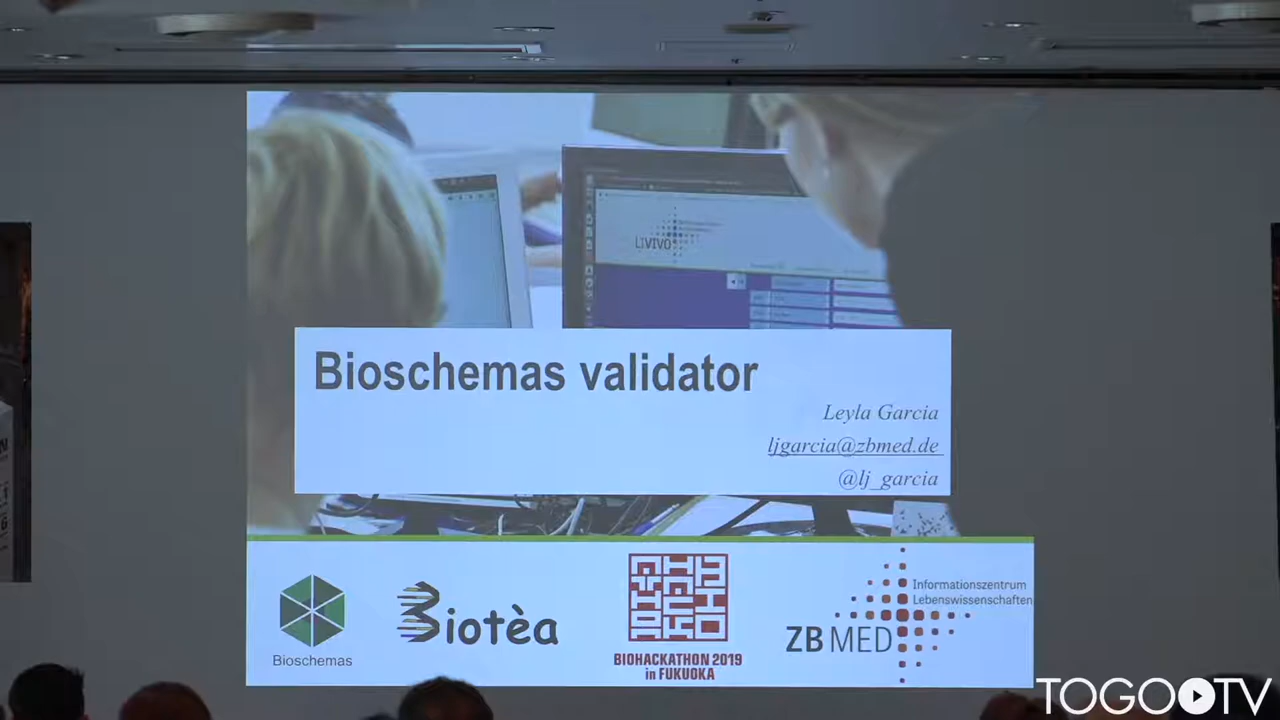 LIVIVO
Bioschemas validator
Leyla Garcia
ljgarcia@zbmed.de
@lj_garcia
Bioschemas
Biotèa
BIOHACKATHON 2019
in FUKUOKA
ZB MED
Informationszentrum
Lebenswissenschaften
TOGO TV